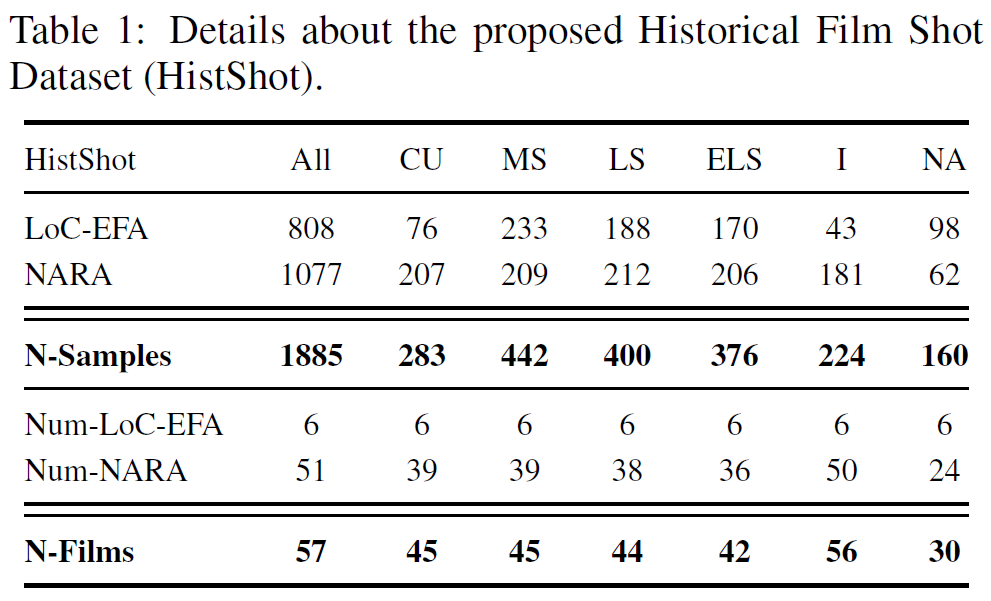 Table 1: Details about the proposed Historical Film Shot
Dataset (HistShot).
HistShot All CU MS LS ELS I NA
LoC-EFA 808 76 233 188 170 43 98
NARA 1077 207 209 212 206 181 62
N-Samples 1885 283 442 400 376 224 160
Num-LoC-EFA 6 6 6 6 6 6 6
Num-NARA 51 39 39 38 36 50 24
N-Films 57 45 45 44 42 56 30